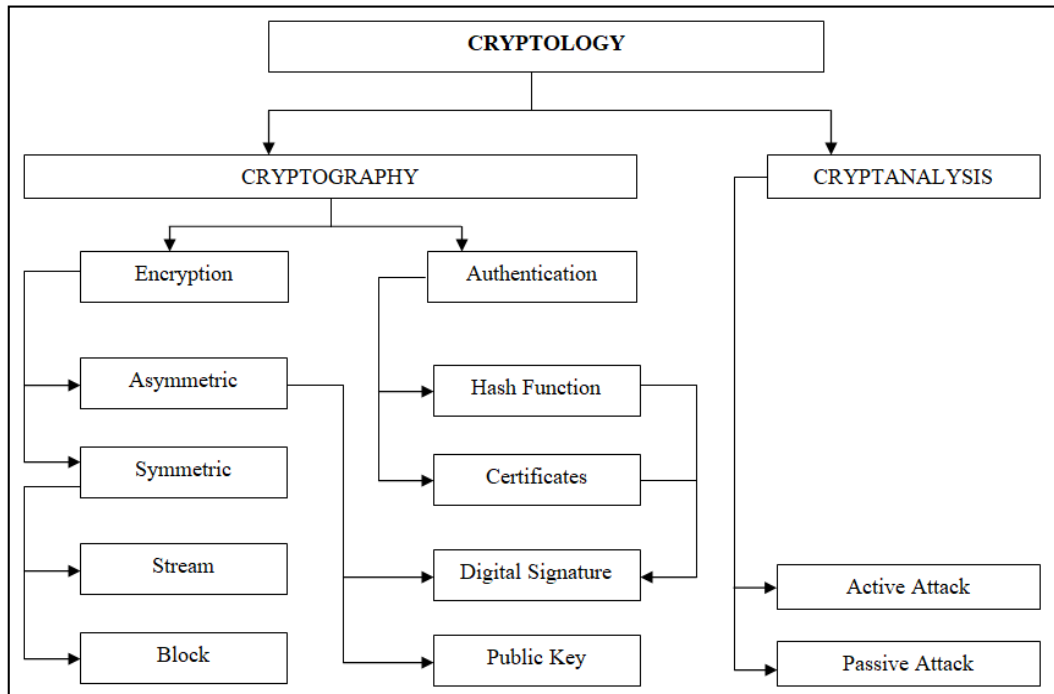 CRYPTOLOGY
CRYPTOGRAPHY
CRYPTANALYSIS
Encryption
Authentication
Asymmetric
Hash Function
Symmetric
Certificates
Stream
Digital Signature
Active Attack
Block
Public Key
Passive Attack